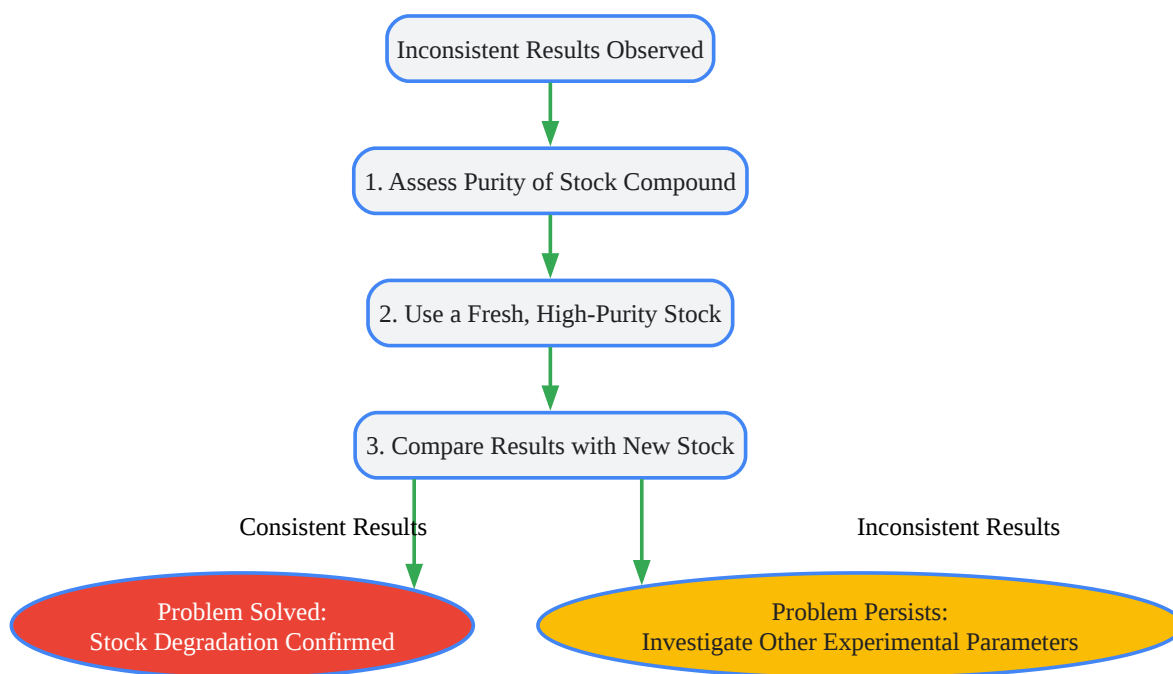 Inconsistent Results Observed
1. Assess Purity of Stock Compound
2. Use a Fresh, High-Purity Stock
3. Compare Results with New Stock
Consistent Results
Inconsistent Results
Problem Solved:
Stock Degradation Confirmed
Problem Persists:
Investigate Other Experimental Parameters